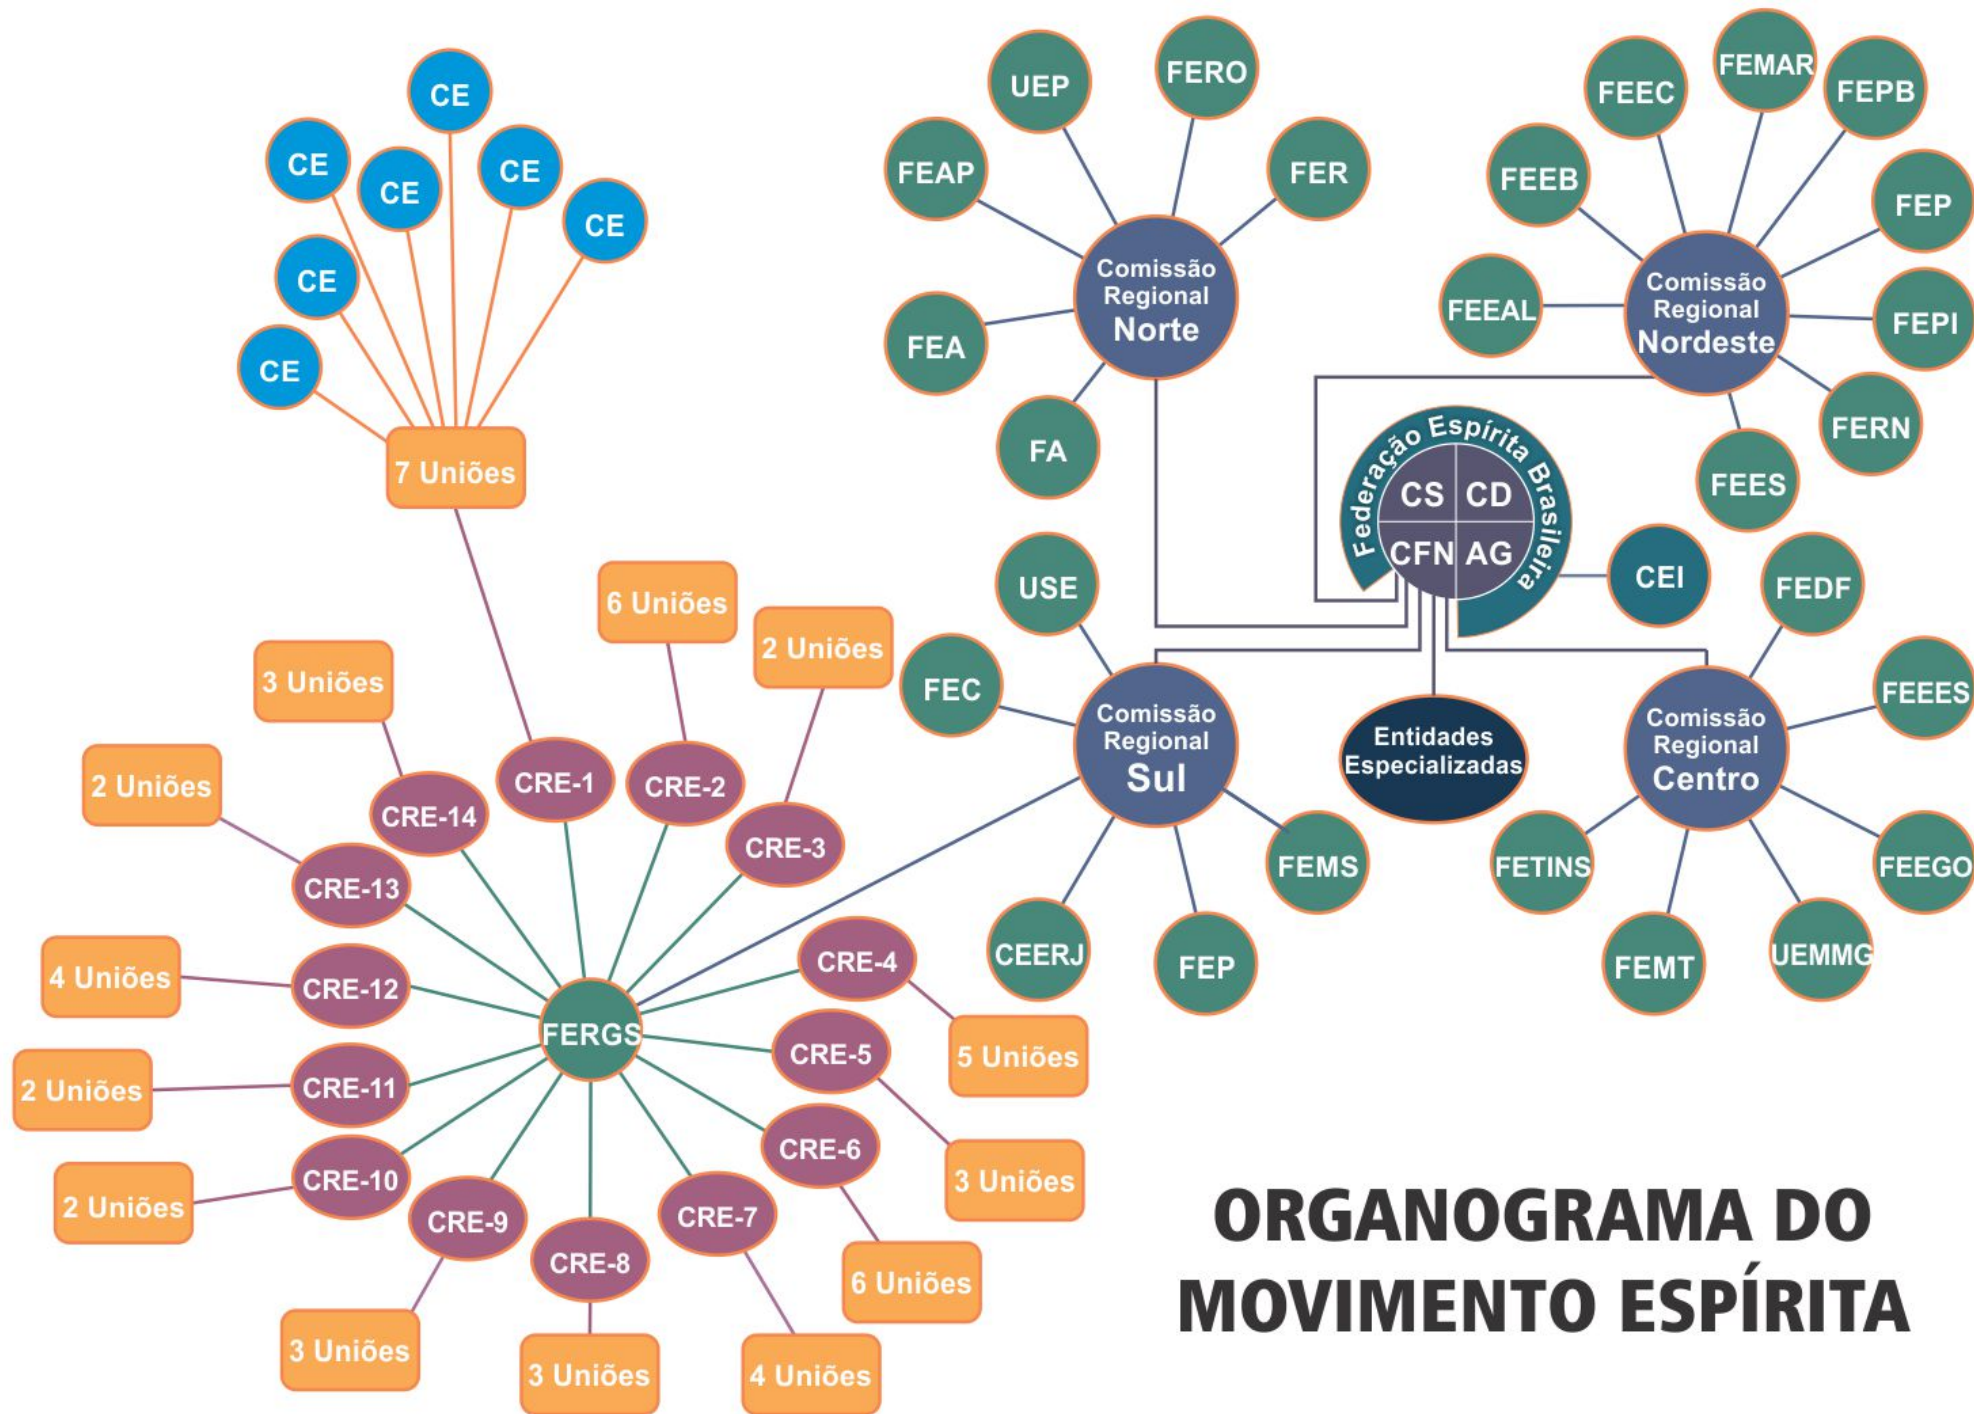 CE
CE
CE
CE
CE
CE
CE
7 Uniões
UEP
FERO
FEAP
FER
Comissão
Regional
Norte
FEA
FA
FEMAR
FEEC
FEPB
FEEB
FEP
FEEAL
Comissão
Regional
Nordeste
FEPI
FERN
FEES
Federação Espírita Brasileira
CS
CD
CFN
AG
CEI
USE
FEC
Comissão
Regional
Sul
FEMS
CEERJ
FEP
Entidades
Especializadas
FEDF
FEEES
Comissão
Regional
Centro
FETINS
FEEGO
FEMT
UEMMG
6 Uniões
2 Uniões
3 Uniões
2 Uniões
CRE-1
CRE-2
CRE-3
CRE-14
CRE-13
4 Uniões
CRE-12
CRE-4
FERGS
5 Uniões
2 Uniões
CRE-11
CRE-5
CRE-6
3 Uniões
2 Uniões
CRE-10
CRE-9
CRE-8
CRE-7
6 Uniões
3 Uniões
3 Uniões
4 Uniões
ORGANOGRAMA DO
MOVIMENTO ESPÍRITA